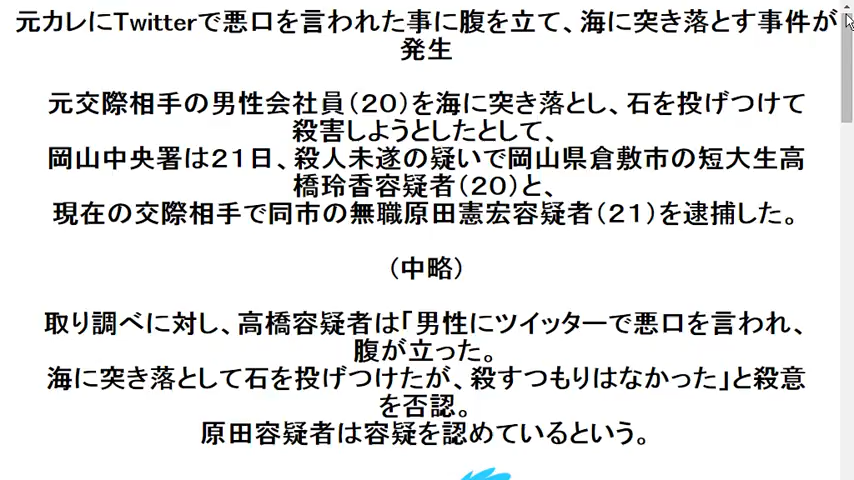 元カレにTwitterで悪口を言われた事に腹を立て、海に突き落とす事件が
発生
元交際相手の男性会社員（２０）を海に突き落とし、石を投げつけて
殺害しようとしたとして、
岡山中央署は２１日、殺人未遂の疑いで岡山県倉敷市の短大生高
橋玲香容疑者（２０）と、
現在の交際相手で同市の無職原田憲宏容疑者（２１）を逮捕した。
（中略）
取り調べに対し、高橋容疑者は「男性にツイッターで悪口を言われ、
腹が立った。
海に突き落として石を投げつけたが、殺すつもりはなかった」と殺意
を否認。
原田容疑者は容疑を認めているという。